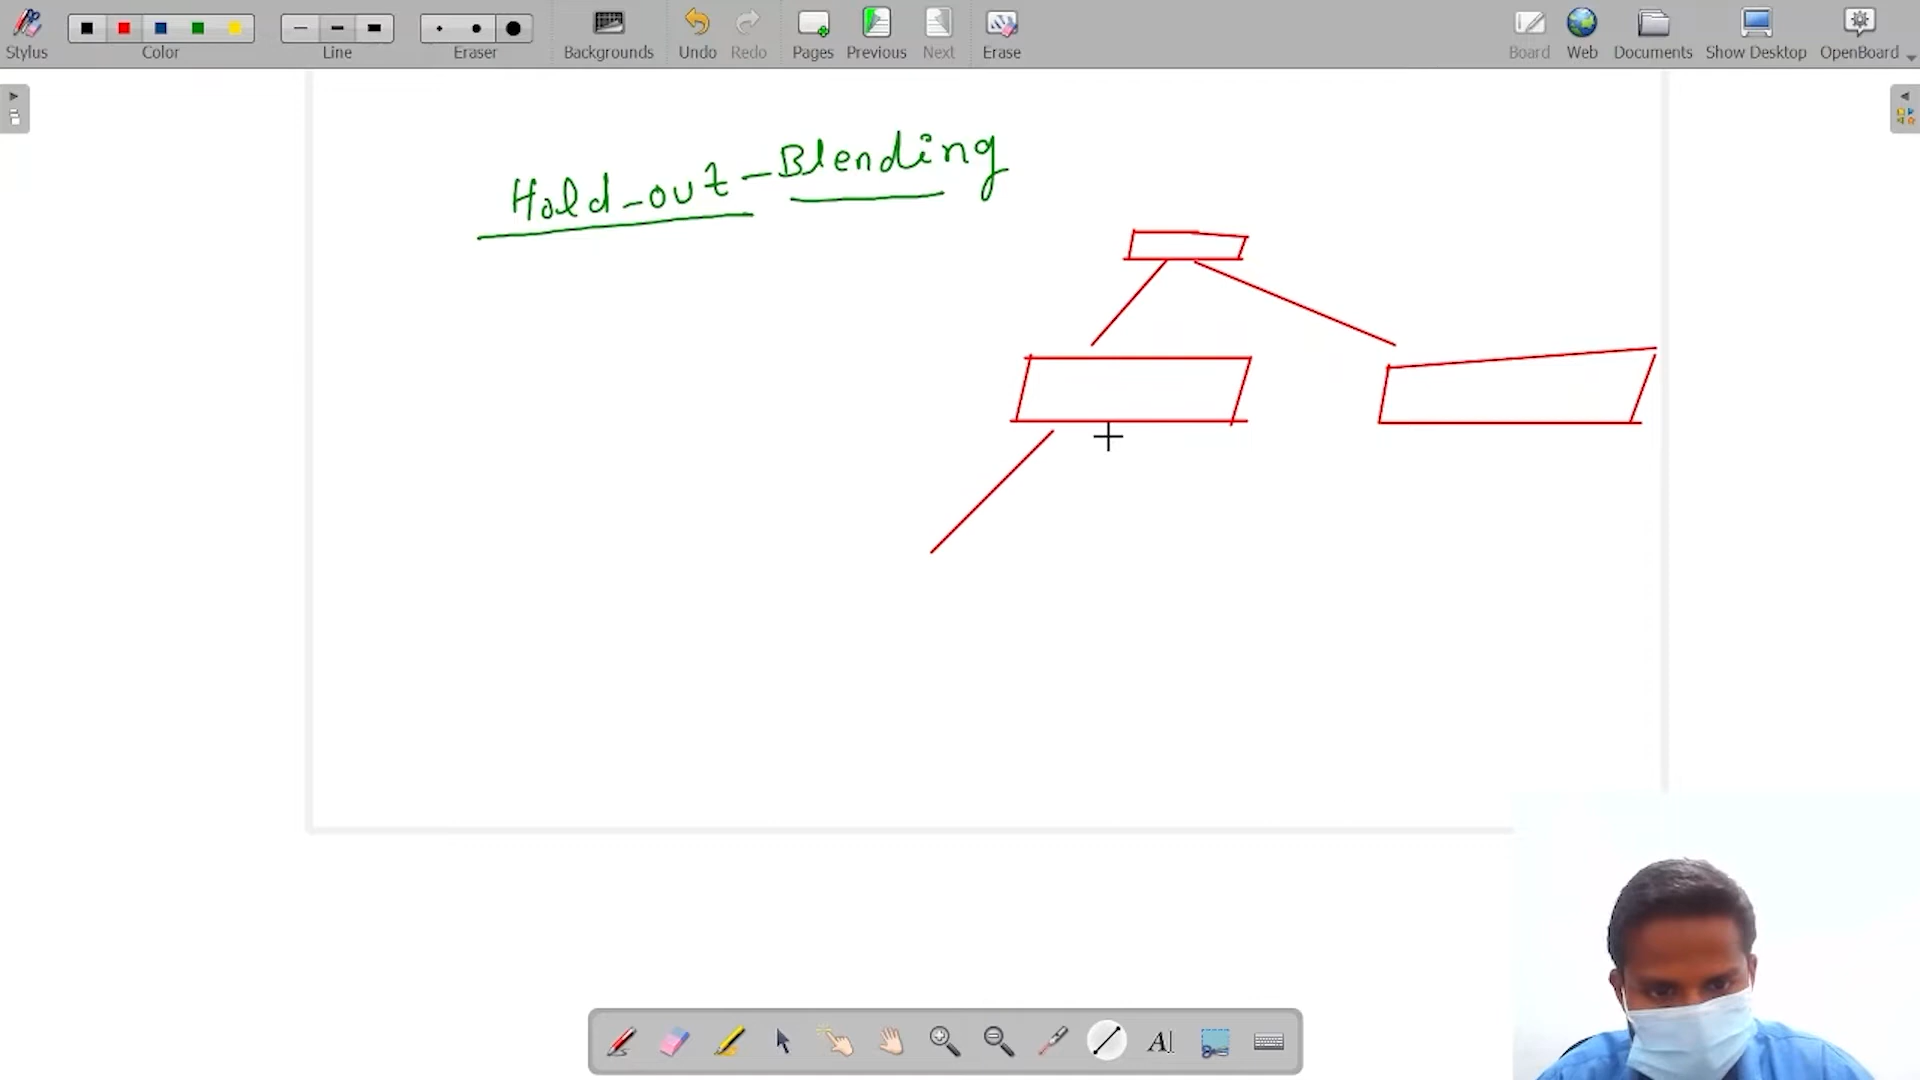 Stylus Color Line Eraser Backgrounds Undo Redo Pages Previous Next Erase Board Web Documents Show Desktop OpenBoard
Hold-out-Blending
A